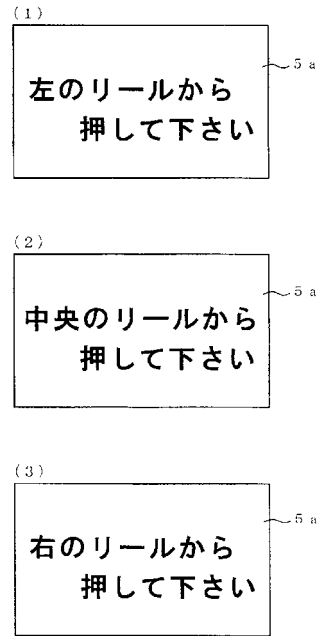 (1)
5a
左のリールから
押して下さい
(2)
5a
中央のリールから
押して下さい
(3)
5a
右のリールから
押して下さい